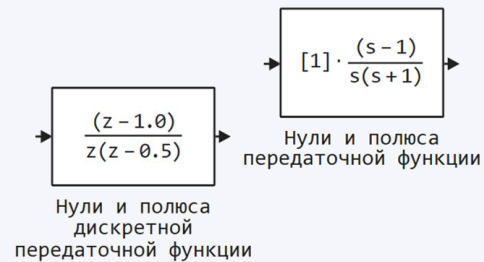 (z – 1.0)
z(z – 0.5)
Нули и полюса
дискретной
передаточной функции
[1] · (s – 1)
s(s + 1)
Нули и полюса
передаточной функции